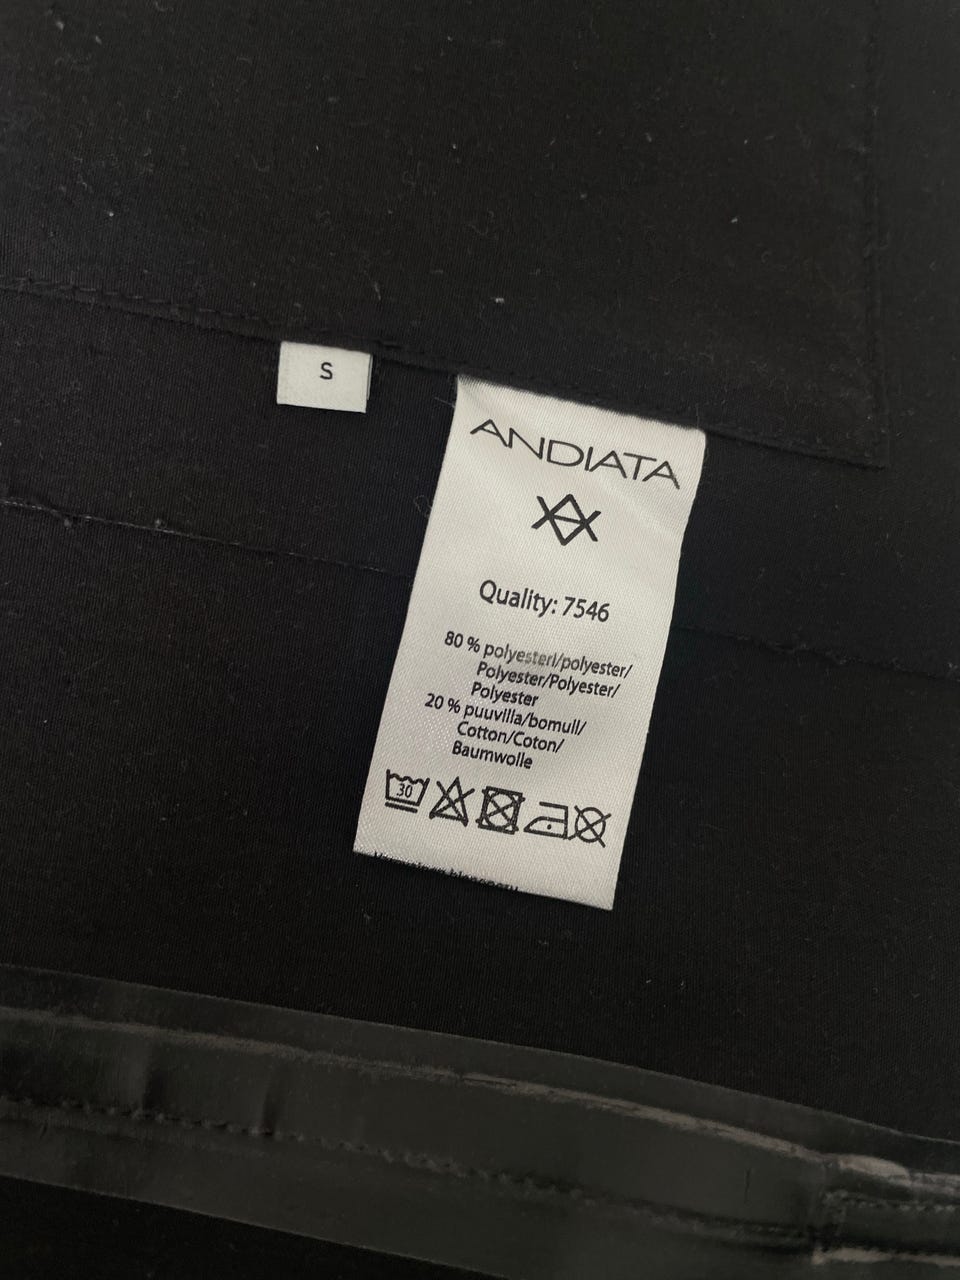 S
ANDIATA
Quality: 7546
80 % polyesteri/polyester/
Polyester/Polyester/
Polyester
20 % puuvilla/bomull/
Cotton/Coton/
Baumwolle
30